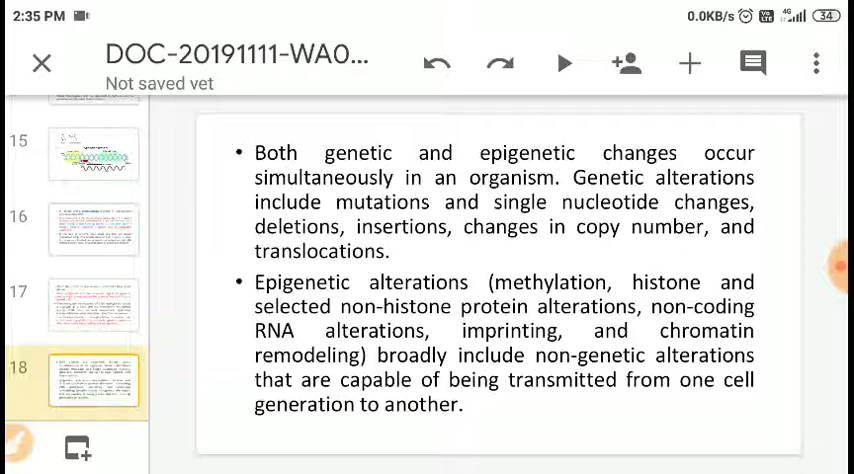 2:35 PM
0.0KB/s
4G
34
DOC-20191111-WA0...
Not saved yet
15
16
17
18
• Both genetic and epigenetic changes occur
simultaneously in an organism. Genetic alterations
include mutations and single nucleotide changes,
deletions, insertions, changes in copy number, and
translocations.
• Epigenetic alterations (methylation, histone and
selected non-histone protein alterations, non-coding
RNA alterations, imprinting, and chromatin
remodeling) broadly include non-genetic alterations
that are capable of being transmitted from one cell
generation to another.